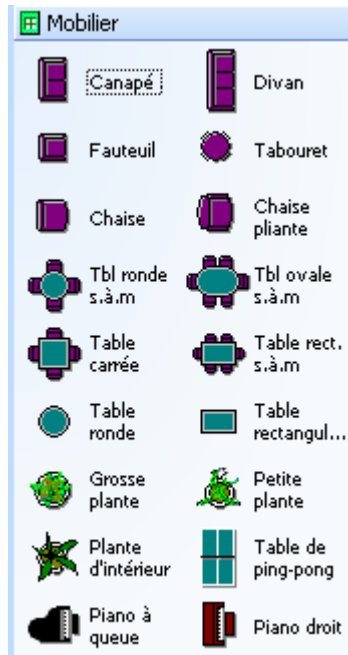 Mobilier
Canapé
Divan
Fauteuil
Tabouret
Chaise
Chaise
pliante
Tbl ronde
s.à.m
Tbl ovale
s.à.m
Table
carrée
Table rect.
s.à.m
Table
ronde
Table
rectangul...
Grosse
plante
Petite
plante
Plante
d'intérieur
Table de
ping-pong
Piano à
queue
Piano droit